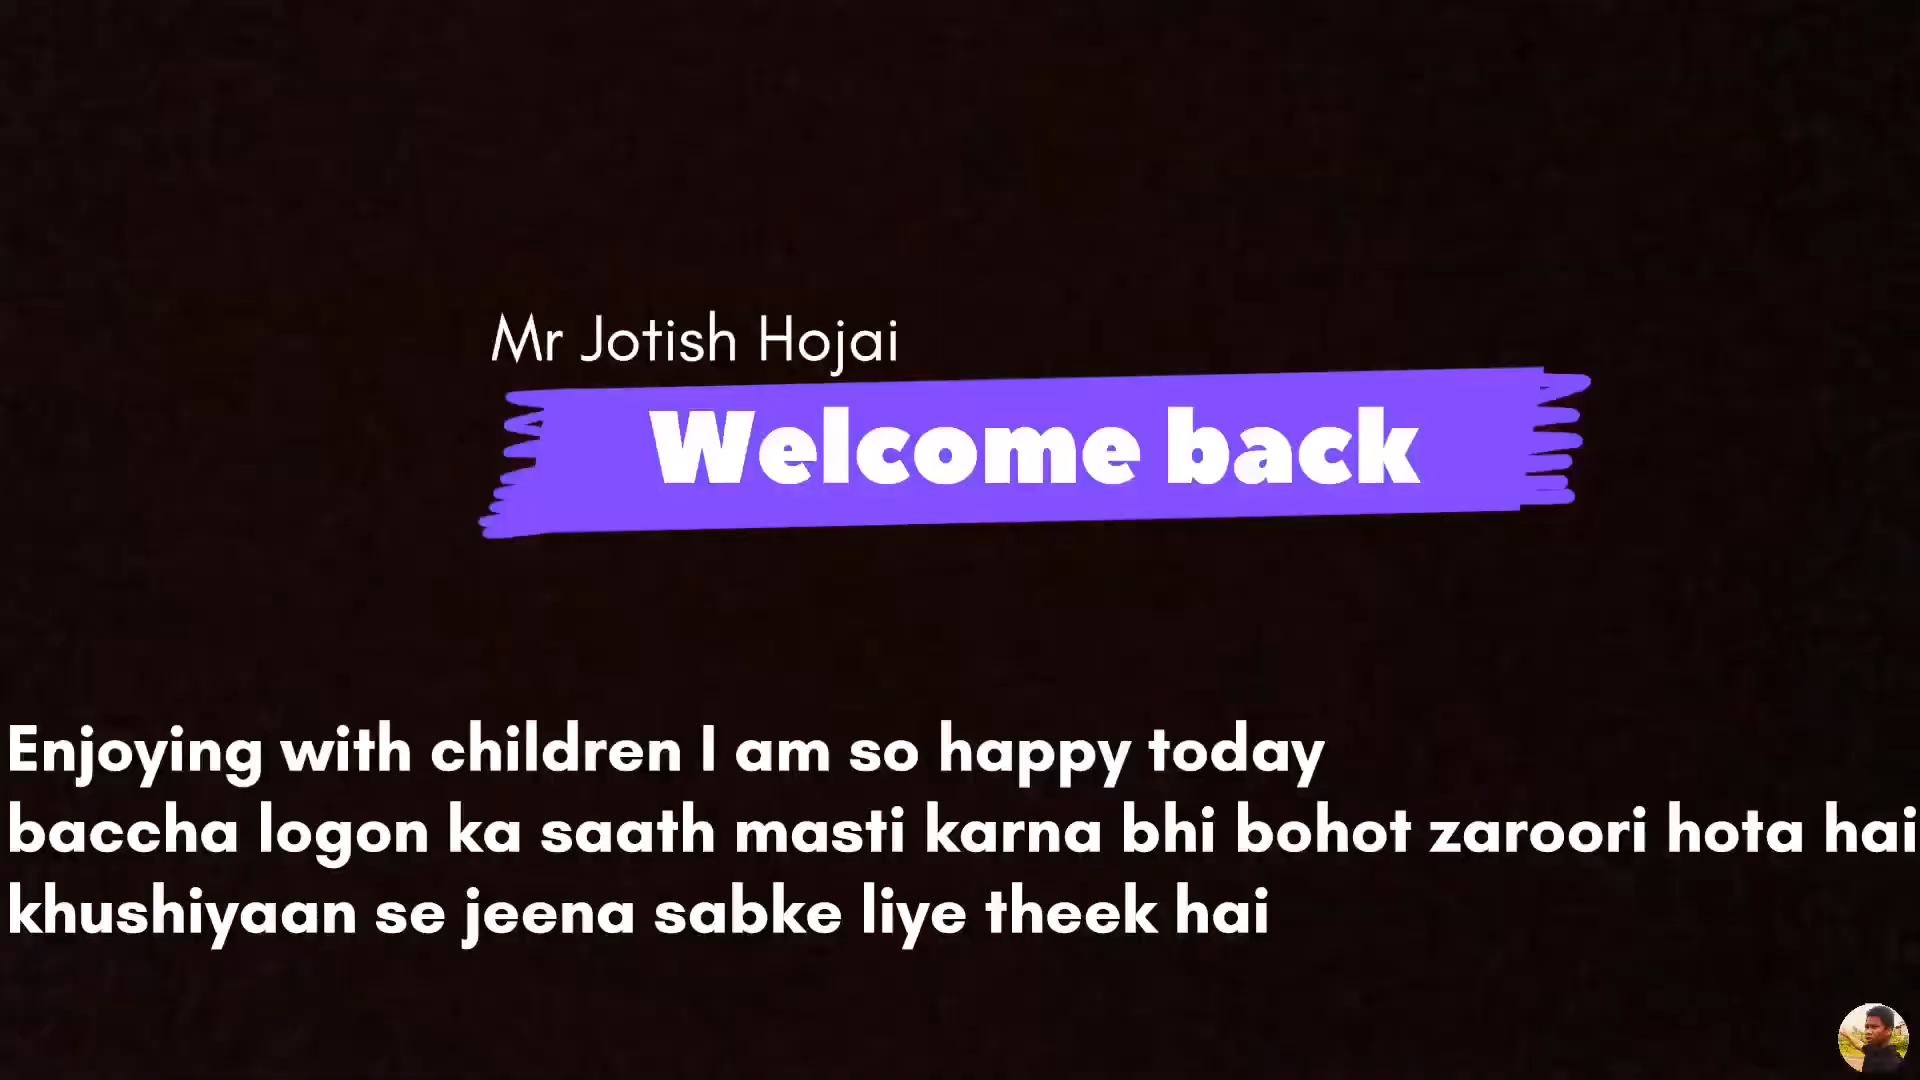 Mr Jotish Hojai
Welcome back
Enjoying with children I am so happy today
baccha logon ka saath masti karna bhi bohot zaroori hota hai
khushiyaan se jeena sabke liye theek hai